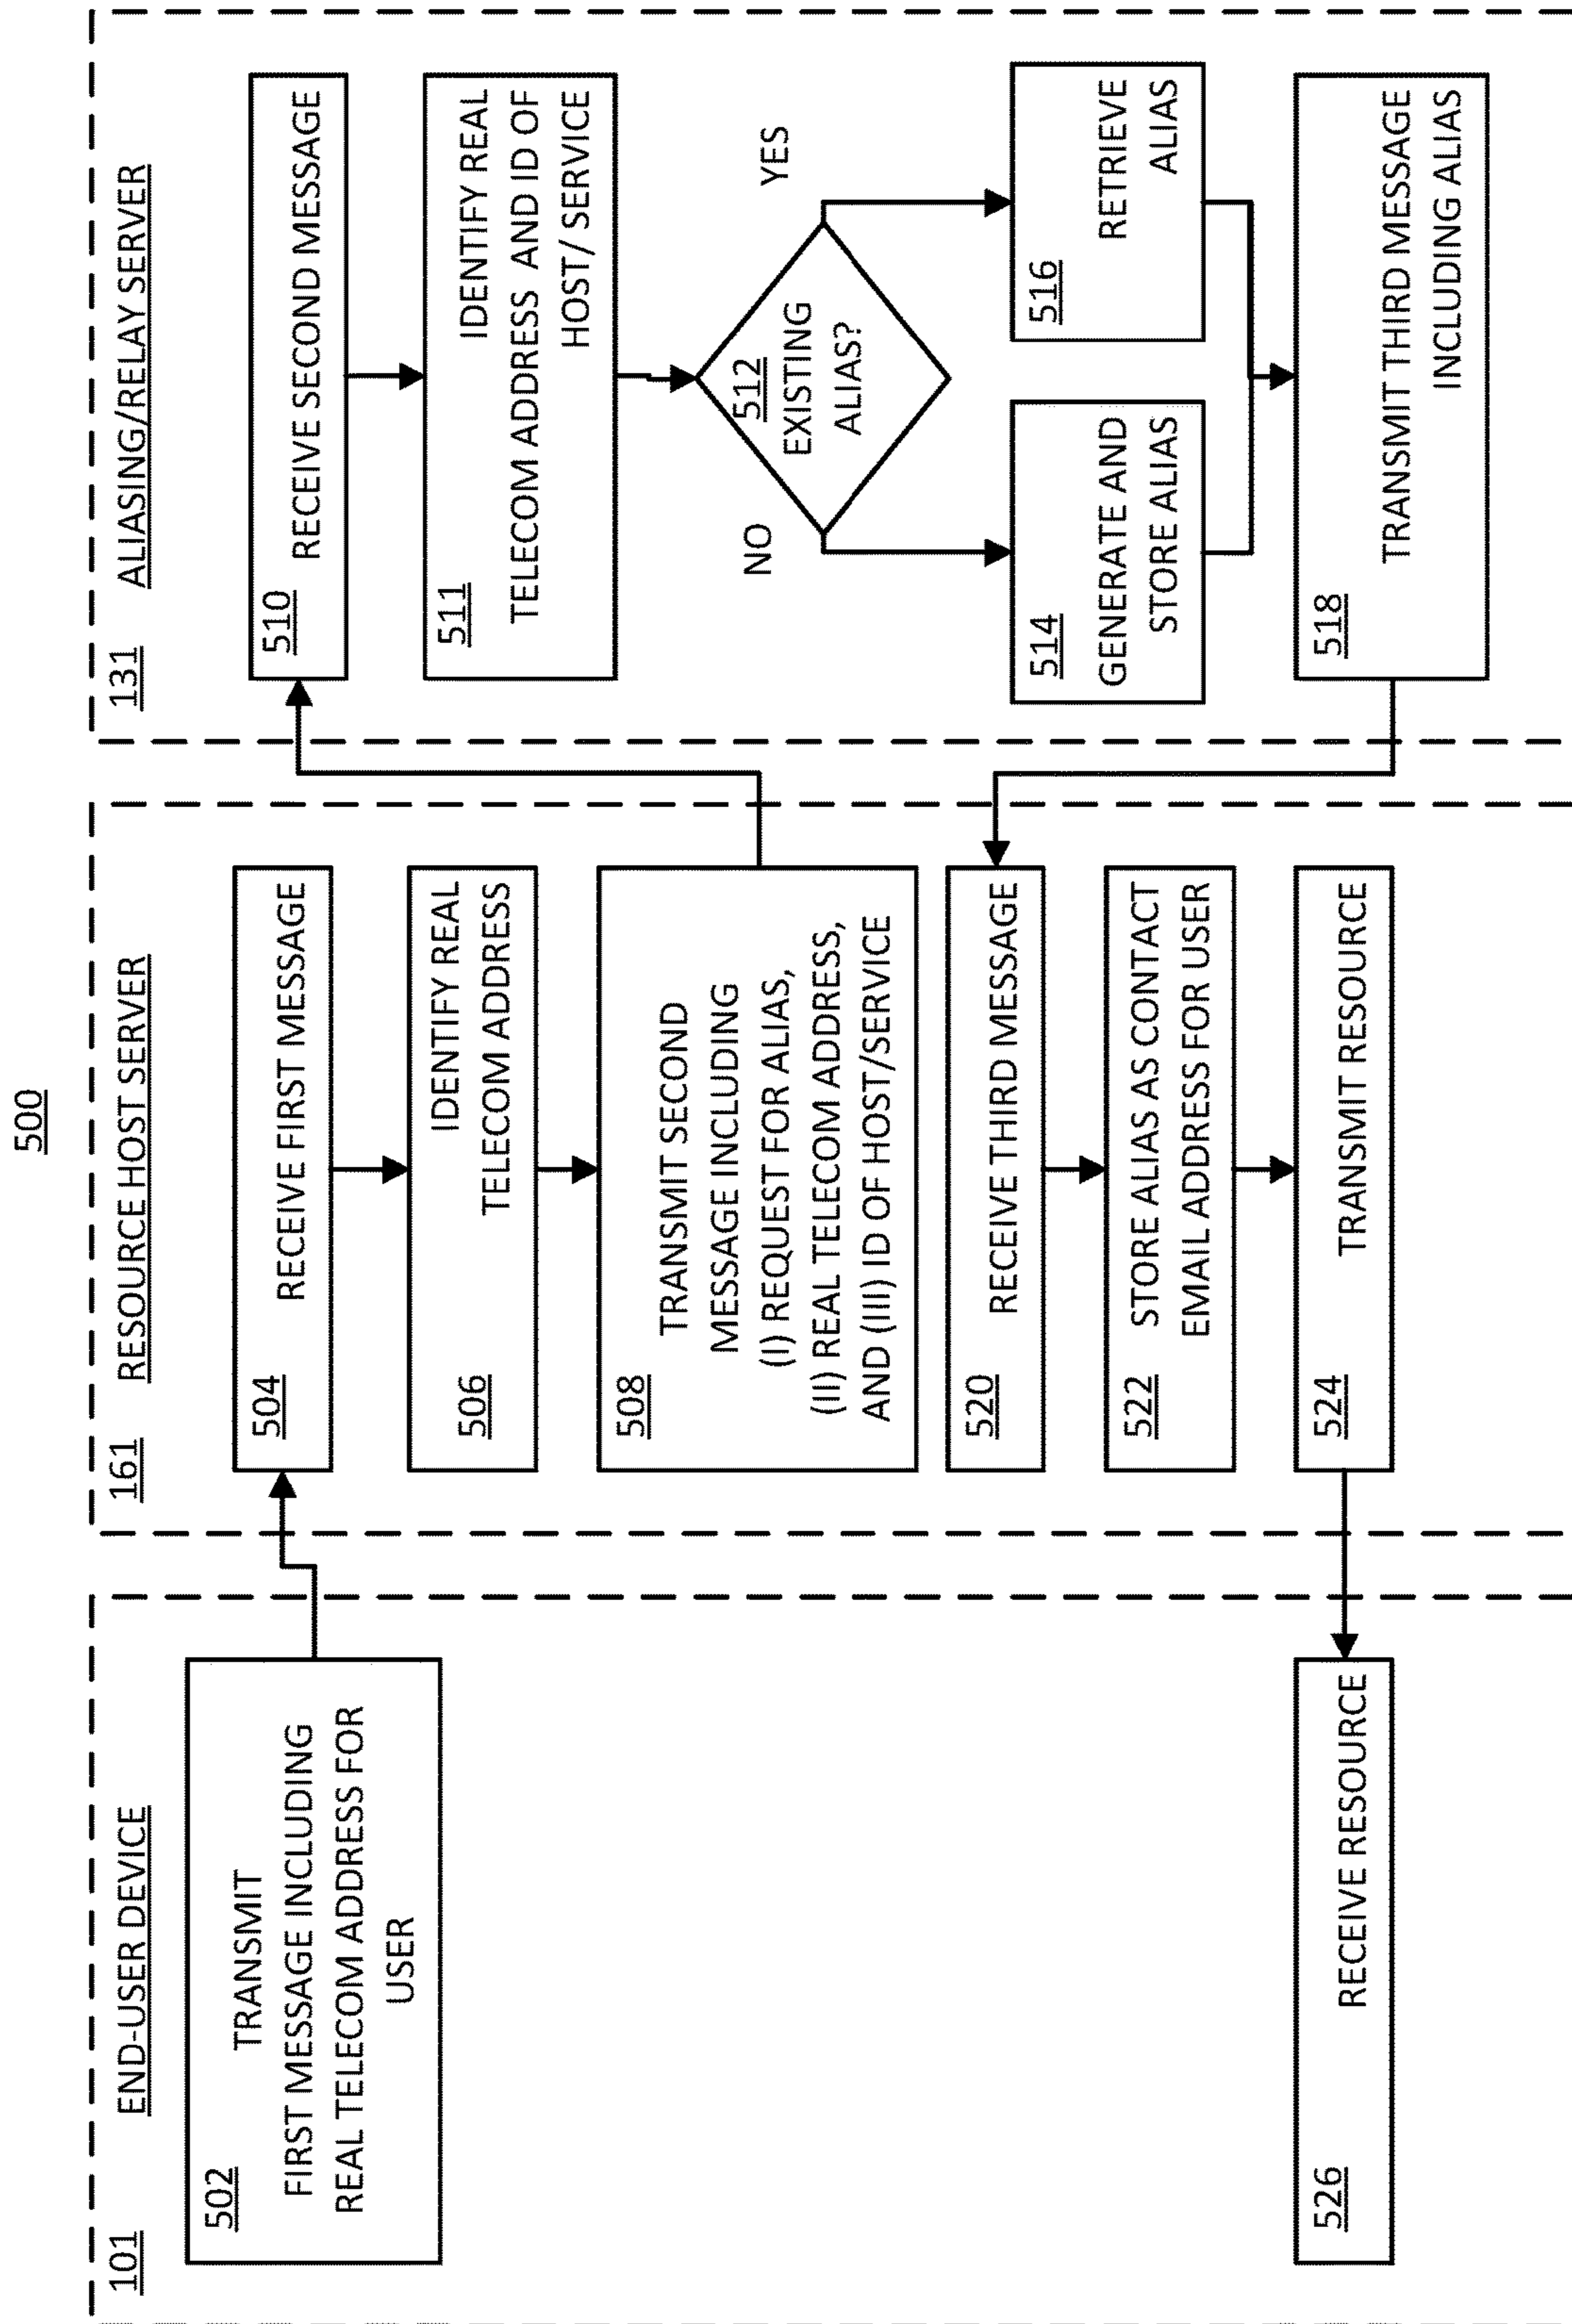 500
101 END-USER DEVICE
502
TRANSMIT
FIRST MESSAGE INCLUDING
REAL TELECOM ADDRESS FOR
USER
526
RECEIVE RESOURCE
161 RESOURCE HOST SERVER
504
RECEIVE FIRST MESSAGE
506
IDENTIFY REAL
TELECOM ADDRESS
508
TRANSMIT SECOND
MESSAGE INCLUDING
(I) REQUEST FOR ALIAS,
(II) REAL TELECOM ADDRESS,
AND (III) ID OF HOST/SERVICE
520
RECEIVE THIRD MESSAGE
522
STORE ALIAS AS CONTACT
EMAIL ADDRESS FOR USER
524
TRANSMIT RESOURCE
131 ALIASING/RELAY SERVER
510
RECEIVE SECOND MESSAGE
511
IDENTIFY REAL
TELECOM ADDRESS AND ID OF
HOST/ SERVICE
512
EXISTING
ALIAS?
NO
YES
514
GENERATE AND
STORE ALIAS
516
RETRIEVE
ALIAS
518
TRANSMIT THIRD MESSAGE
INCLUDING ALIAS